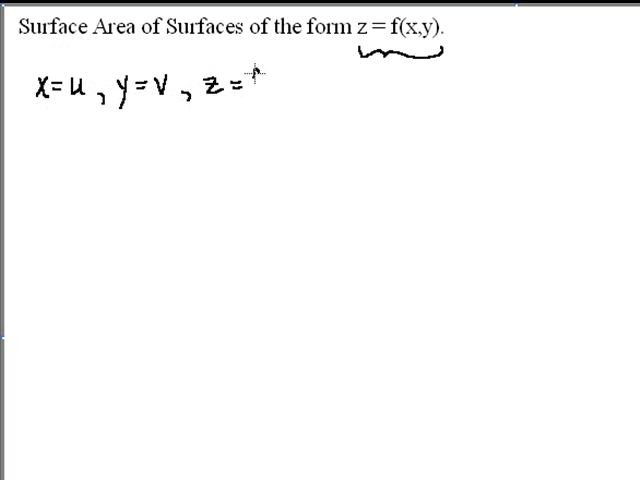 Surface Area of Surfaces of the form z = f(x,y).
x = u , y = v , z =